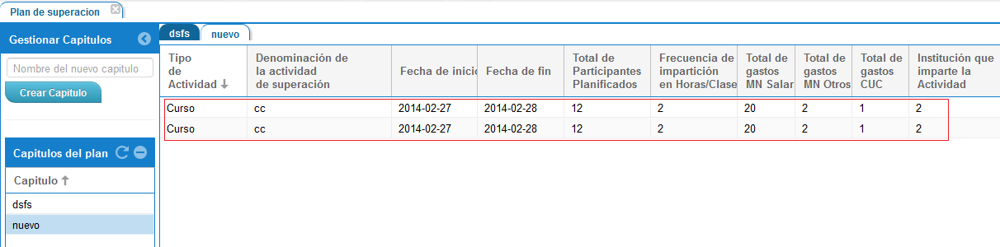 Plan de superacion
Gestionar Capitulos
Nombre del nuevo capitulo
Crear Capitulo
Capitulos del plan
Capitulo
dsfs
nuevo
dsfs nuevo
Tipo de Actividad
Denominación de la actividad de superación
Fecha de inicio
Fecha de fin
Total de Participantes Planificados
Frecuencia de impartición en Horas/Clase
Total de gastos MN Salar
Total de gastos MN Otros
Total de gastos CUC
Institución que imparte la Actividad
Curso cc 2014-02-27 2014-02-28 12 2 20 2 1 2
Curso cc 2014-02-27 2014-02-28 12 2 20 2 1 2